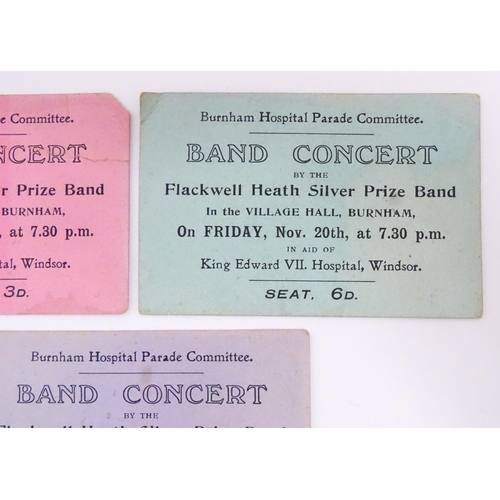 e Committee.
NCERT
r Prize Band
BURNHAM,
, at 7.30 p.m.
tal, Windsor.
3D.
Burnham Hospital Parade Committee.
BAND CONCERT
BY THE
Flackwell Heath Silver Prize Band
In the VILLAGE HALL, BURNHAM,
On FRIDAY, Nov. 20th, at 7.30 p.m.
IN AID OF
King Edward VII. Hospital, Windsor.
SEAT, 6D.
Burnham Hospital Parade Committee.
BAND CONCERT
BY THE